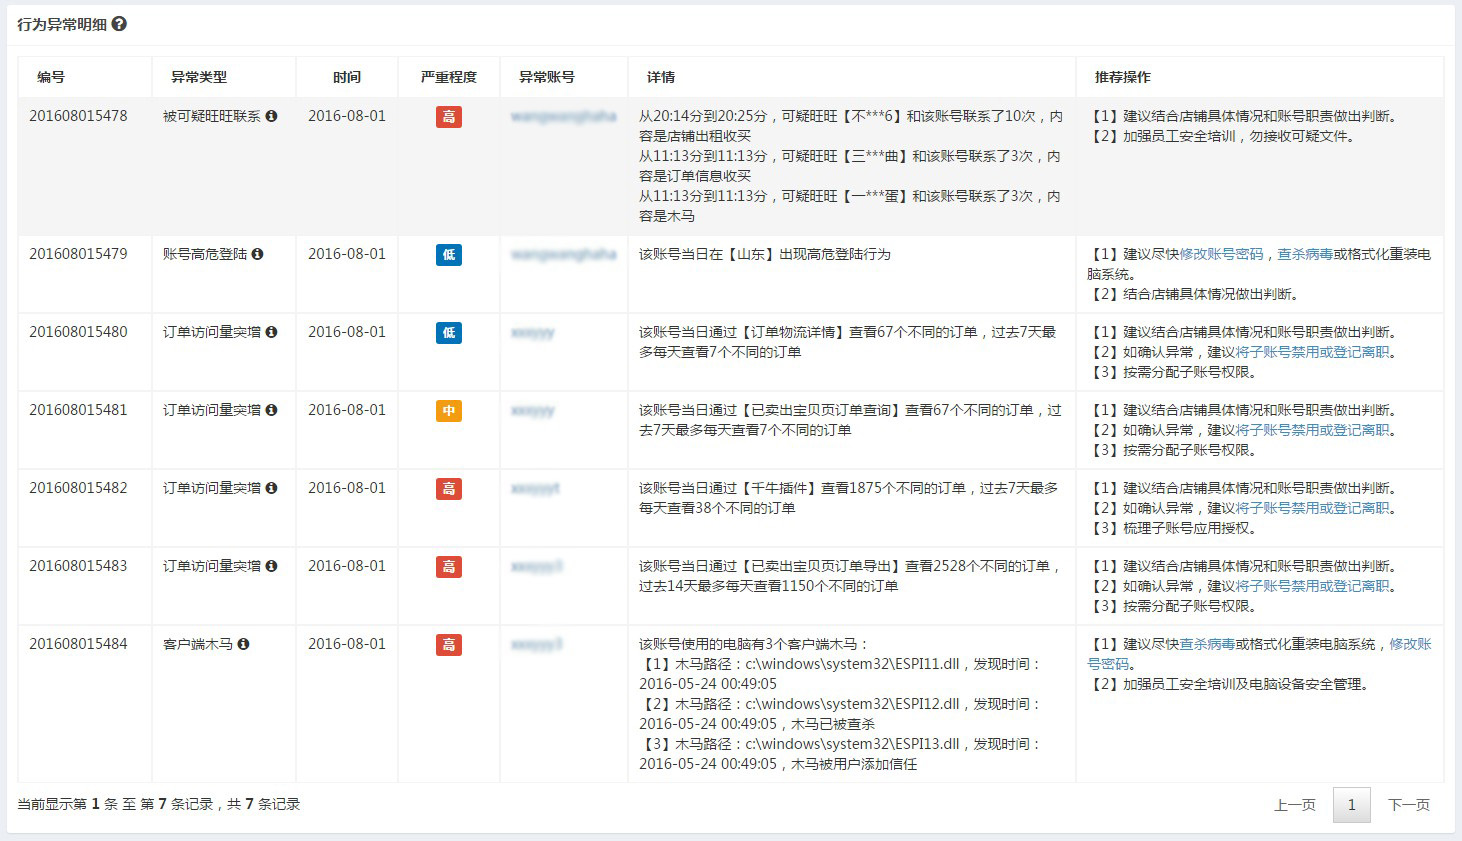 行为异常明细
编号 异常类型 时间 严重程度 异常账号 详情 推荐操作
201608015478 被可疑旺旺联系 2016-08-01 高 从20:14分到20:25分，可疑旺旺【不***6】和该账号联系了10次，内 【1】建议结合店铺具体情况和账号职责做出判断。
容是店铺出租收买 【2】加强员工安全培训，勿接收可疑文件。
从11:13分到11:13分，可疑旺旺【三***曲】和该账号联系了3次，内
容是订单信息收买
从11:13分到11:13分，可疑旺旺【一***蛋】和该账号联系了3次，内
容是木马
201608015479 账号高危登陆 2016-08-01 低 该账号当日在【山东】出现高危登陆行为 【1】建议尽快修改账号密码，查杀病毒或格式化重装电
脑系统。
【2】结合店铺具体情况做出判断。
201608015480 订单访问量突增 2016-08-01 低 该账号当日通过【订单物流详情】查看67个不同的订单，过去7天最 【1】建议结合店铺具体情况和账号职责做出判断。
多每天查看7个不同的订单 【2】如确认异常，建议将子账号禁用或登记离职。
【3】按需分配子账号权限。
201608015481 订单访问量突增 2016-08-01 中 该账号当日通过【已卖出宝贝页订单查询】查看67个不同的订单，过 【1】建议结合店铺具体情况和账号职责做出判断。
去7天最多每天查看7个不同的订单 【2】如确认异常，建议将子账号禁用或登记离职。
【3】按需分配子账号权限。
201608015482 订单访问量突增 2016-08-01 高 该账号当日通过【千牛插件】查看1875个不同的订单，过去7天最多 【1】建议结合店铺具体情况和账号职责做出判断。
每天查看38个不同的订单 【2】如确认异常，建议将子账号禁用或登记离职。
【3】梳理子账号应用授权。
201608015483 订单访问量突增 2016-08-01 高 该账号当日通过【已卖出宝贝页订单导出】查看2528个不同的订单， 【1】建议结合店铺具体情况和账号职责做出判断。
过去14天最多每天查看1150个不同的订单 【2】如确认异常，建议将子账号禁用或登记离职。
【3】按需分配子账号权限。
201608015484 客户端木马 2016-08-01 高 该账号使用的电脑有3个客户端木马： 【1】建议尽快查杀病毒或格式化重装电脑系统，修改账
【1】木马路径：c:\windows\system32\ESPI11.dll，发现时间： 号密码。
2016-05-24 00:49:05 【2】加强员工安全培训及电脑设备安全管理。
【2】木马路径：c:\windows\system32\ESPI12.dll，发现时间：
2016-05-24 00:49:05，木马已被查杀
【3】木马路径：c:\windows\system32\ESPI13.dll，发现时间：
2016-05-24 00:49:05，木马被用户添加信任
当前显示第 1 条 至 第 7 条记录，共 7 条记录 上一页 1 下一页